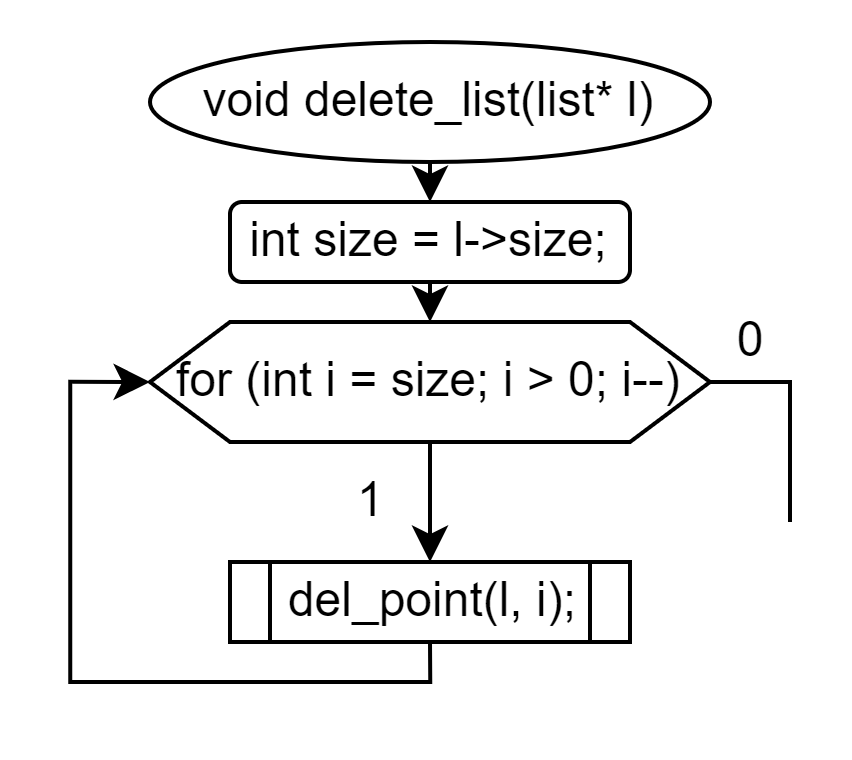 void delete_list(list* l)
int size = l->size;
for (int i = size; i > 0; i--)
0
1
del_point(l, i);